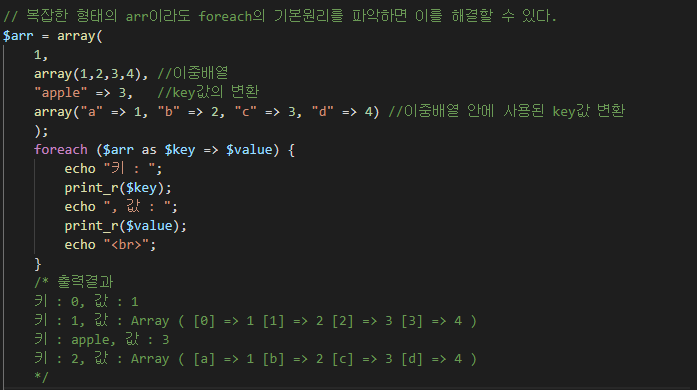 // 복잡한 형태의 arr이라도 foreach의 기본원리를 파악하면 이를 해결할 수 있다.
$arr = array(
1,
array(1,2,3,4), //이중배열
"apple" => 3, //key값의 변환
array("a" => 1, "b" => 2, "c" => 3, "d" => 4) //이중배열 안에 사용된 key값 변환
);
foreach ($arr as $key => $value) {
echo "키 : ";
print_r($key);
echo ", 값 : ";
print_r($value);
echo "<br>";
}
/* 출력결과
키 : 0, 값 : 1
키 : 1, 값 : Array ( [0] => 1 [1] => 2 [2] => 3 [3] => 4 )
키 : apple, 값 : 3
키 : 2, 값 : Array ( [a] => 1 [b] => 2 [c] => 3 [d] => 4 )
*/